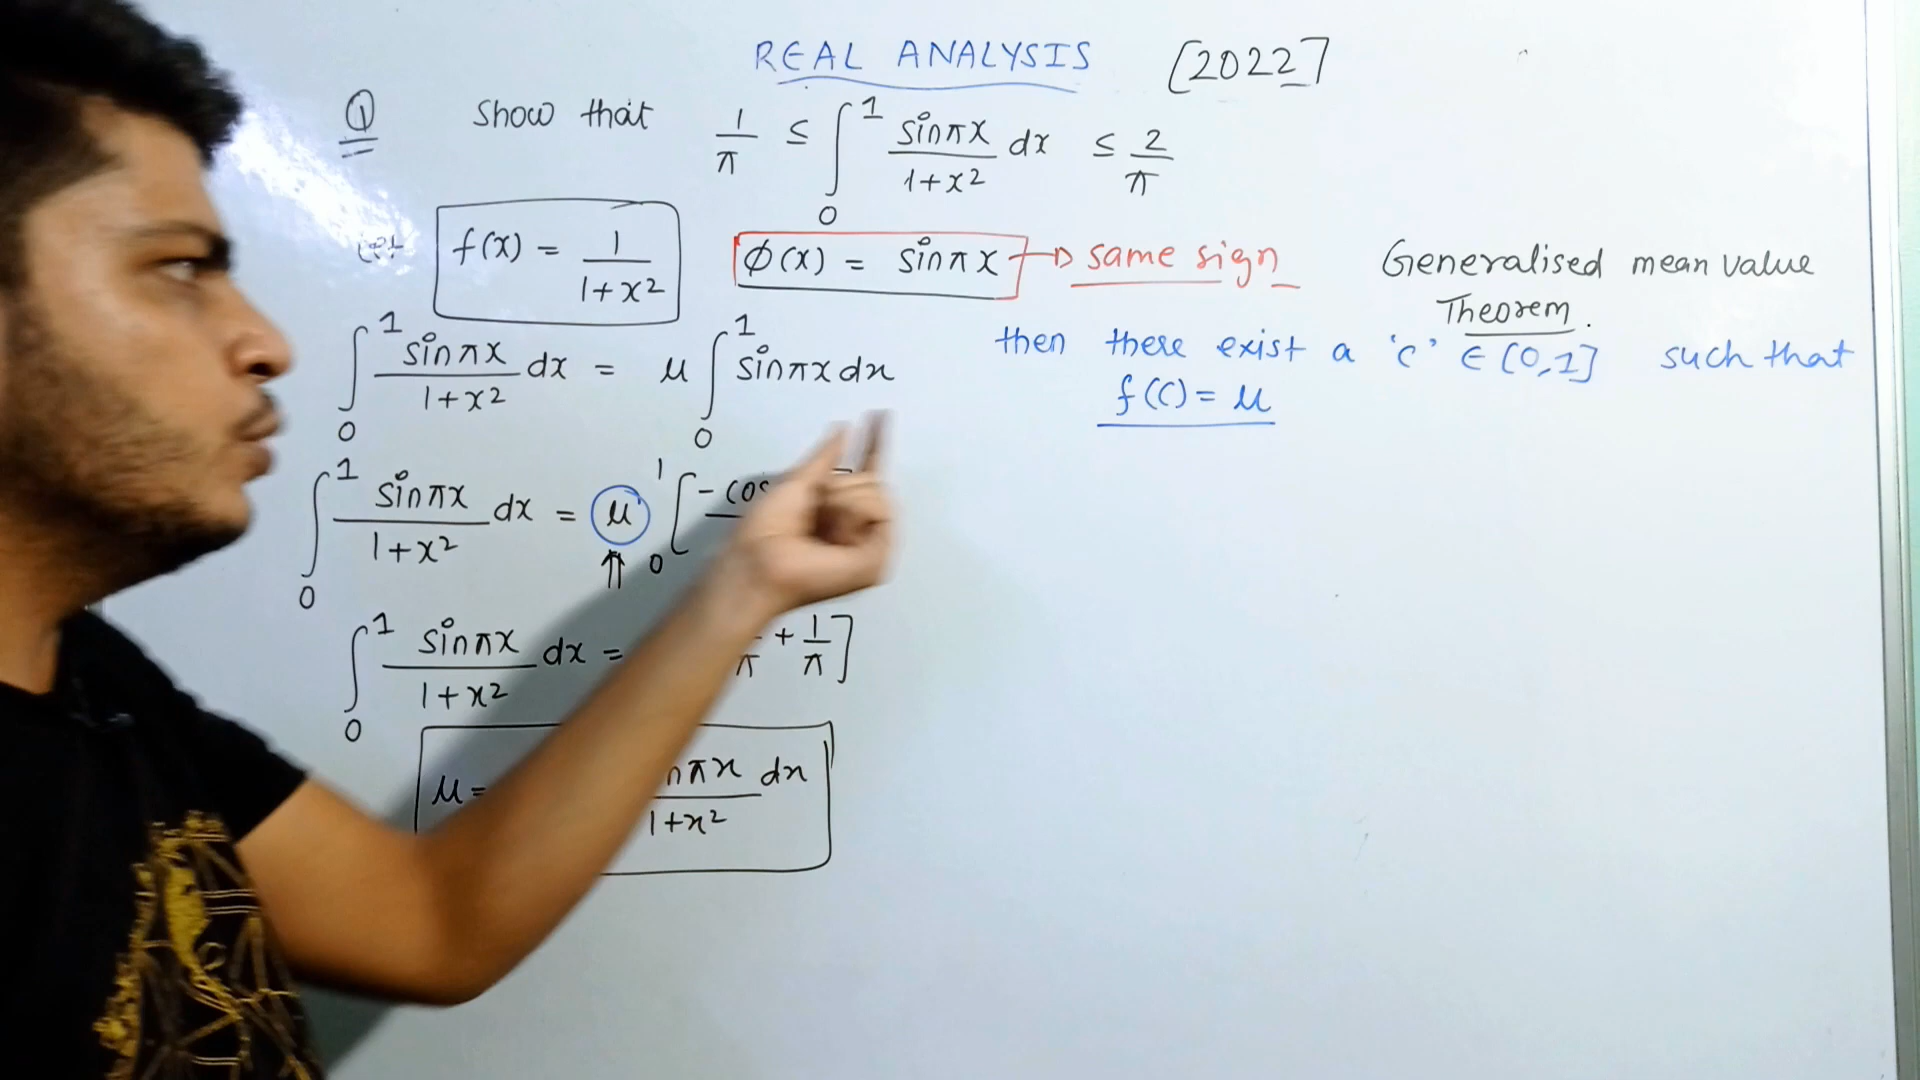 REAL ANALYSIS [2022]
① Show that 1/π ≤ ∫₀¹ sinπx/(1+x²) dx ≤ 2/π
let f(x) = 1/(1+x²) φ(x) = sinπx → same sign
Generalised mean value
Theorem.
∫₀¹ sinπx/(1+x²) dx = μ ∫₀¹ sinπx dx
then there exist a 'c' ∈ [0,1] such that
f(c) = μ
∫₀¹ sinπx/(1+x²) dx = μ ₀¹[-cos
⇑
∫₀¹ sinπx/(1+x²) dx = π + 1/π]
μ = nπx/(1+x²) dx